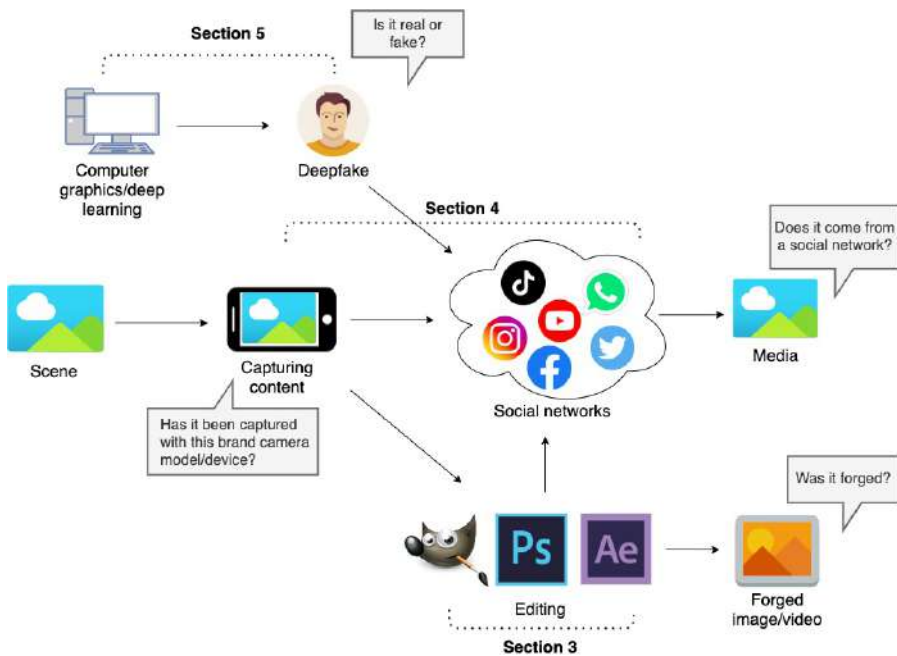 Section 5
Is it real or
fake?
Computer
graphics/deep
learning
Deepfake
Section 4
Does it come from
a social network?
Scene
Capturing
content
Social networks
Media
Has it been captured
with this brand camera
model/device?
Was it forged?
Ps
Ae
Editing
Forged
image/video
Section 3